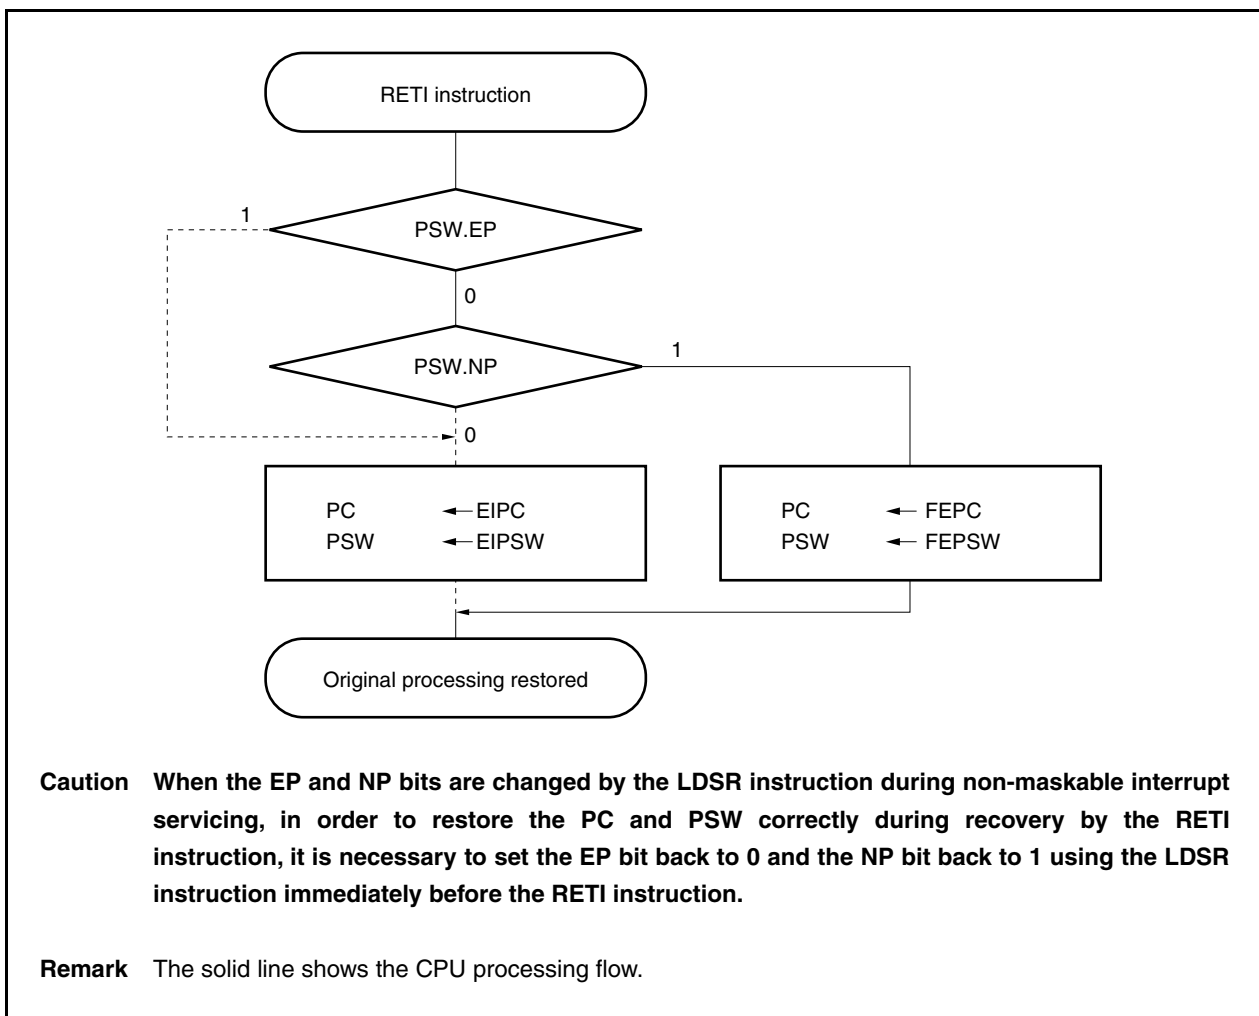 RETI instruction
1
PSW.EP
0
PSW.NP
1
0
PC EIPC
PSW EIPSW
PC FEPC
PSW FEPSW
Original processing restored
Caution When the EP and NP bits are changed by the LDSR instruction during non-maskable interrupt
servicing, in order to restore the PC and PSW correctly during recovery by the RETI
instruction, it is necessary to set the EP bit back to 0 and the NP bit back to 1 using the LDSR
instruction immediately before the RETI instruction.
Remark The solid line shows the CPU processing flow.